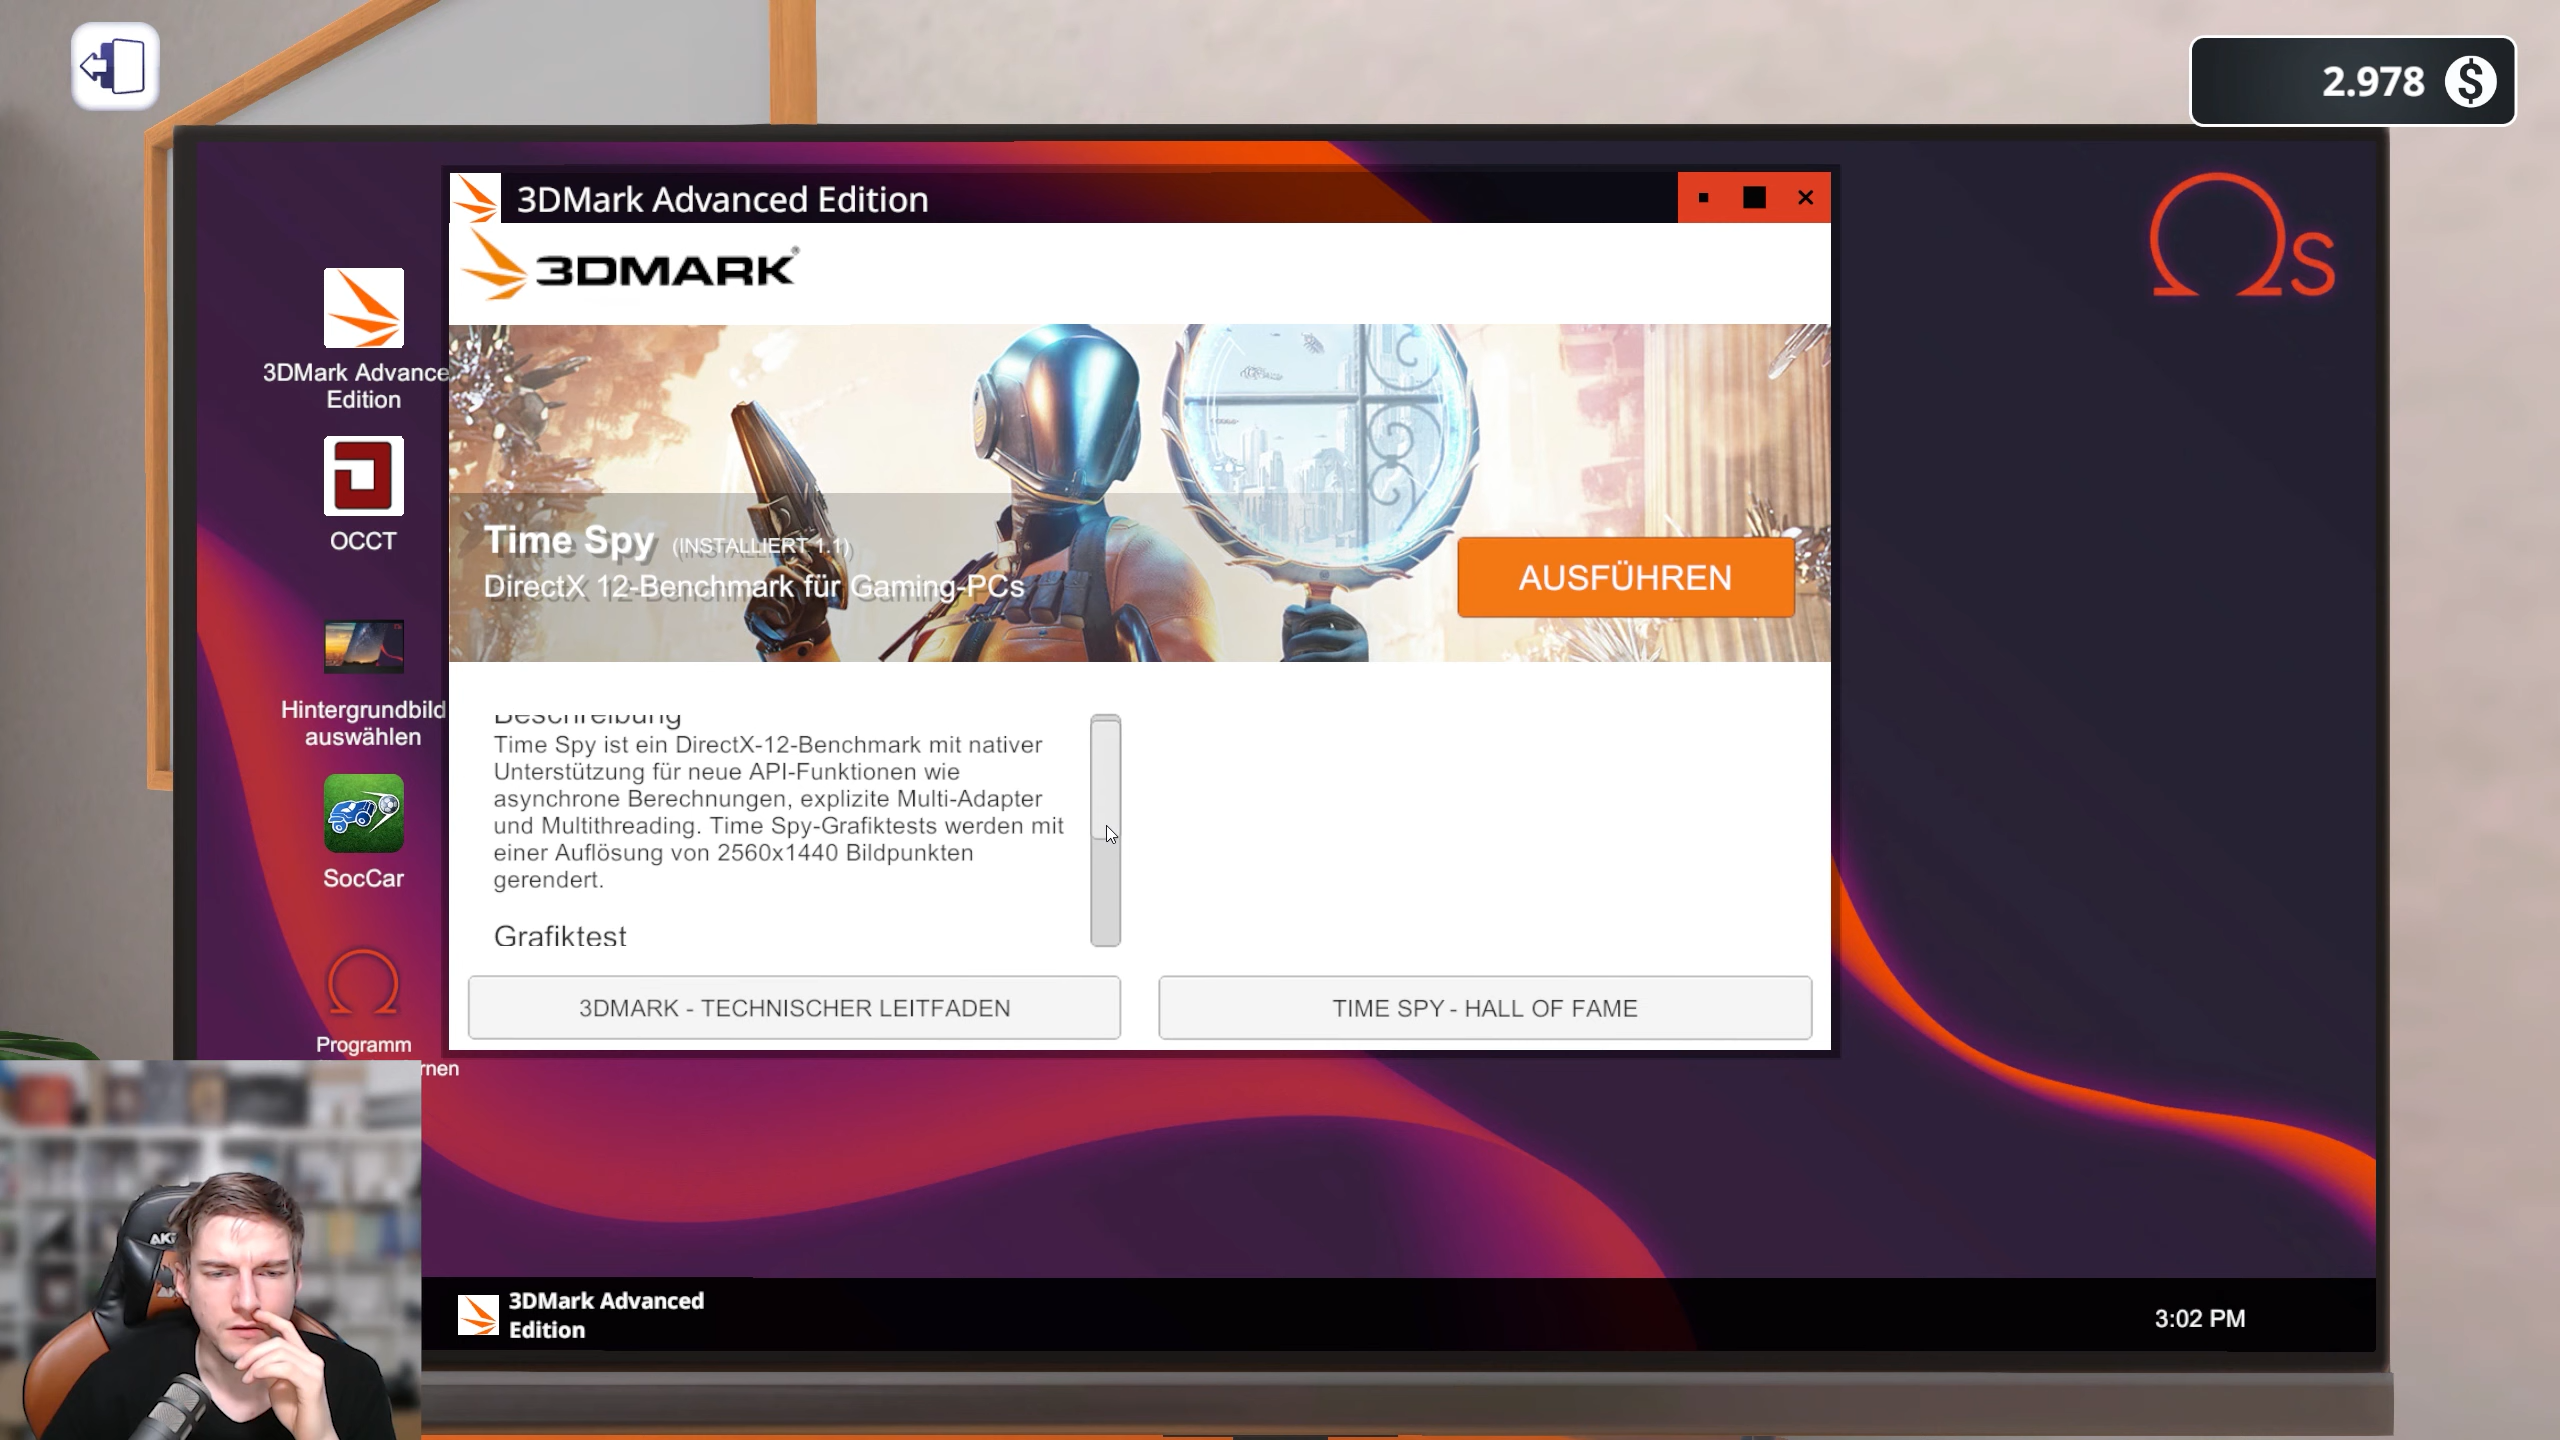 2.978 $
3DMark Advanced Edition
3DMARK®
Ωs
3DMark Advance
Edition
OCCT
Hintergrundbild
auswählen
SocCar
Programm
rnen
Time Spy (INSTALLIERT 1.1)
DirectX 12-Benchmark für Gaming-PCs
AUSFÜHREN
Beschreibung
Time Spy ist ein DirectX-12-Benchmark mit nativer
Unterstützung für neue API-Funktionen wie
asynchrone Berechnungen, explizite Multi-Adapter
und Multithreading. Time Spy-Grafiktests werden mit
einer Auflösung von 2560x1440 Bildpunkten
gerendert.
Grafiktest
3DMARK - TECHNISCHER LEITFADEN
TIME SPY - HALL OF FAME
3DMark Advanced
Edition
3:02 PM